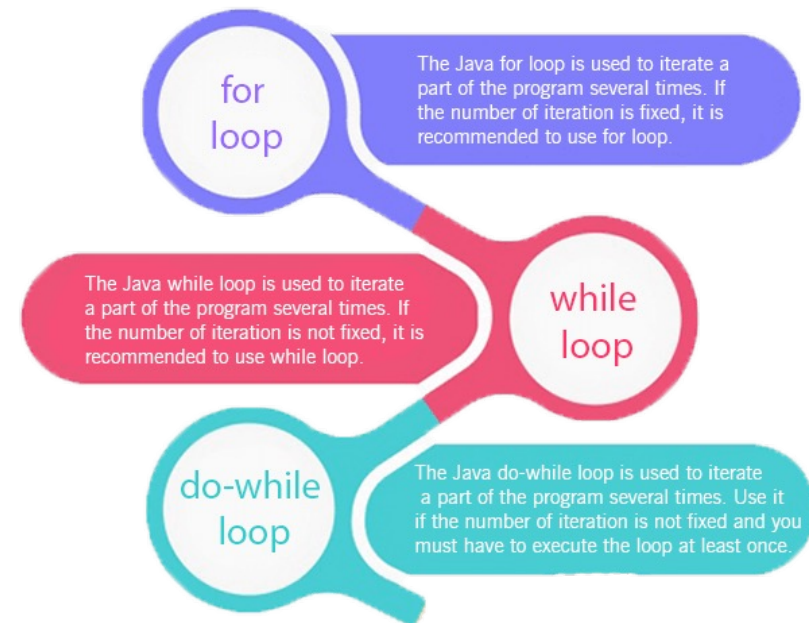 for
loop
The Java for loop is used to iterate a
part of the program several times. If
the number of iteration is fixed, it is
recommended to use for loop.
The Java while loop is used to iterate
a part of the program several times. If
the number of iteration is not fixed, it is
recommended to use while loop.
while
loop
do-while
loop
The Java do-while loop is used to iterate
a part of the program several times. Use it
if the number of iteration is not fixed and you
must have to execute the loop at least once.